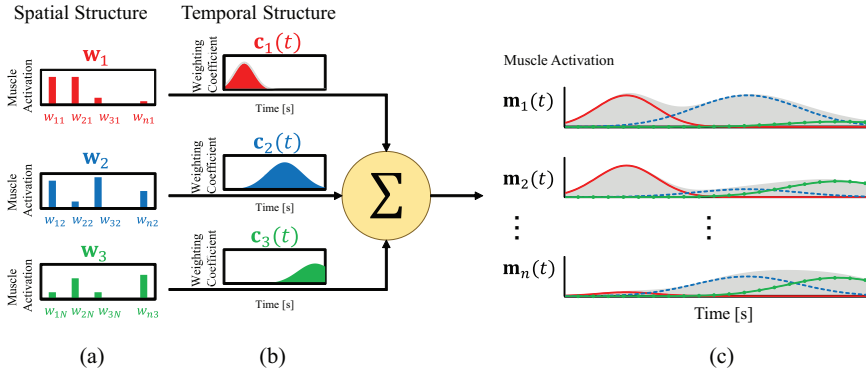 Spatial Structure
Temporal Structure
w₁
Muscle
Activation
w₁₁ w₂₁ w₃₁ wₙ₁
c₁(t)
Weighting
Coefficient
Time [s]
w₂
Muscle
Activation
w₁₂ w₂₂ w₃₂ wₙ₂
c₂(t)
Weighting
Coefficient
Time [s]
w₃
Muscle
Activation
w₁N w₂N w₃N wₙ₃
c₃(t)
Weighting
Coefficient
Time [s]
Σ
Muscle Activation
m₁(t)
m₂(t)
⋮ ⋮
mₙ(t)
Time [s]
(a) (b) (c)